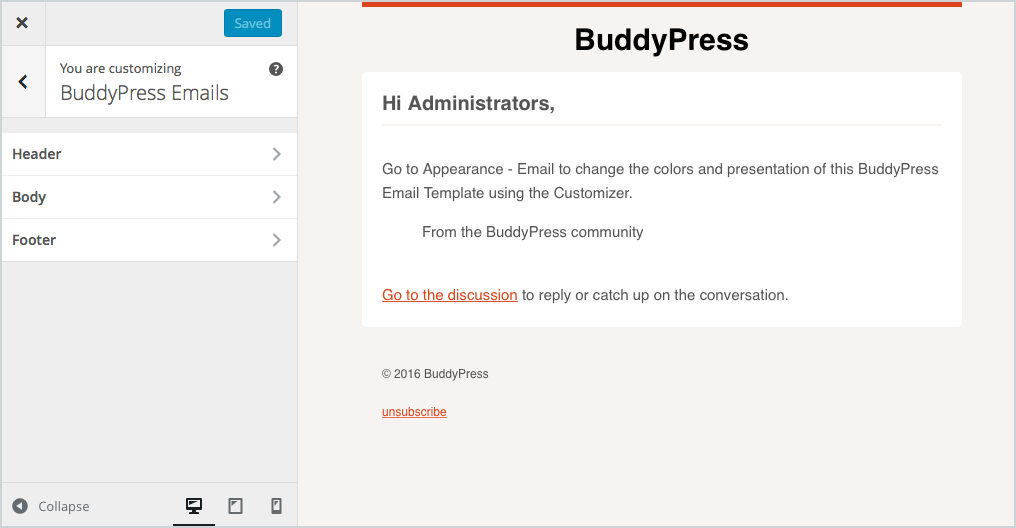 Saved
You are customizing
BuddyPress Emails
Header
Body
Footer
Collapse
BuddyPress
Hi Administrators,
Go to Appearance - Email to change the colors and presentation of this BuddyPress
Email Template using the Customizer.
From the BuddyPress community
Go to the discussion to reply or catch up on the conversation.
© 2016 BuddyPress
unsubscribe